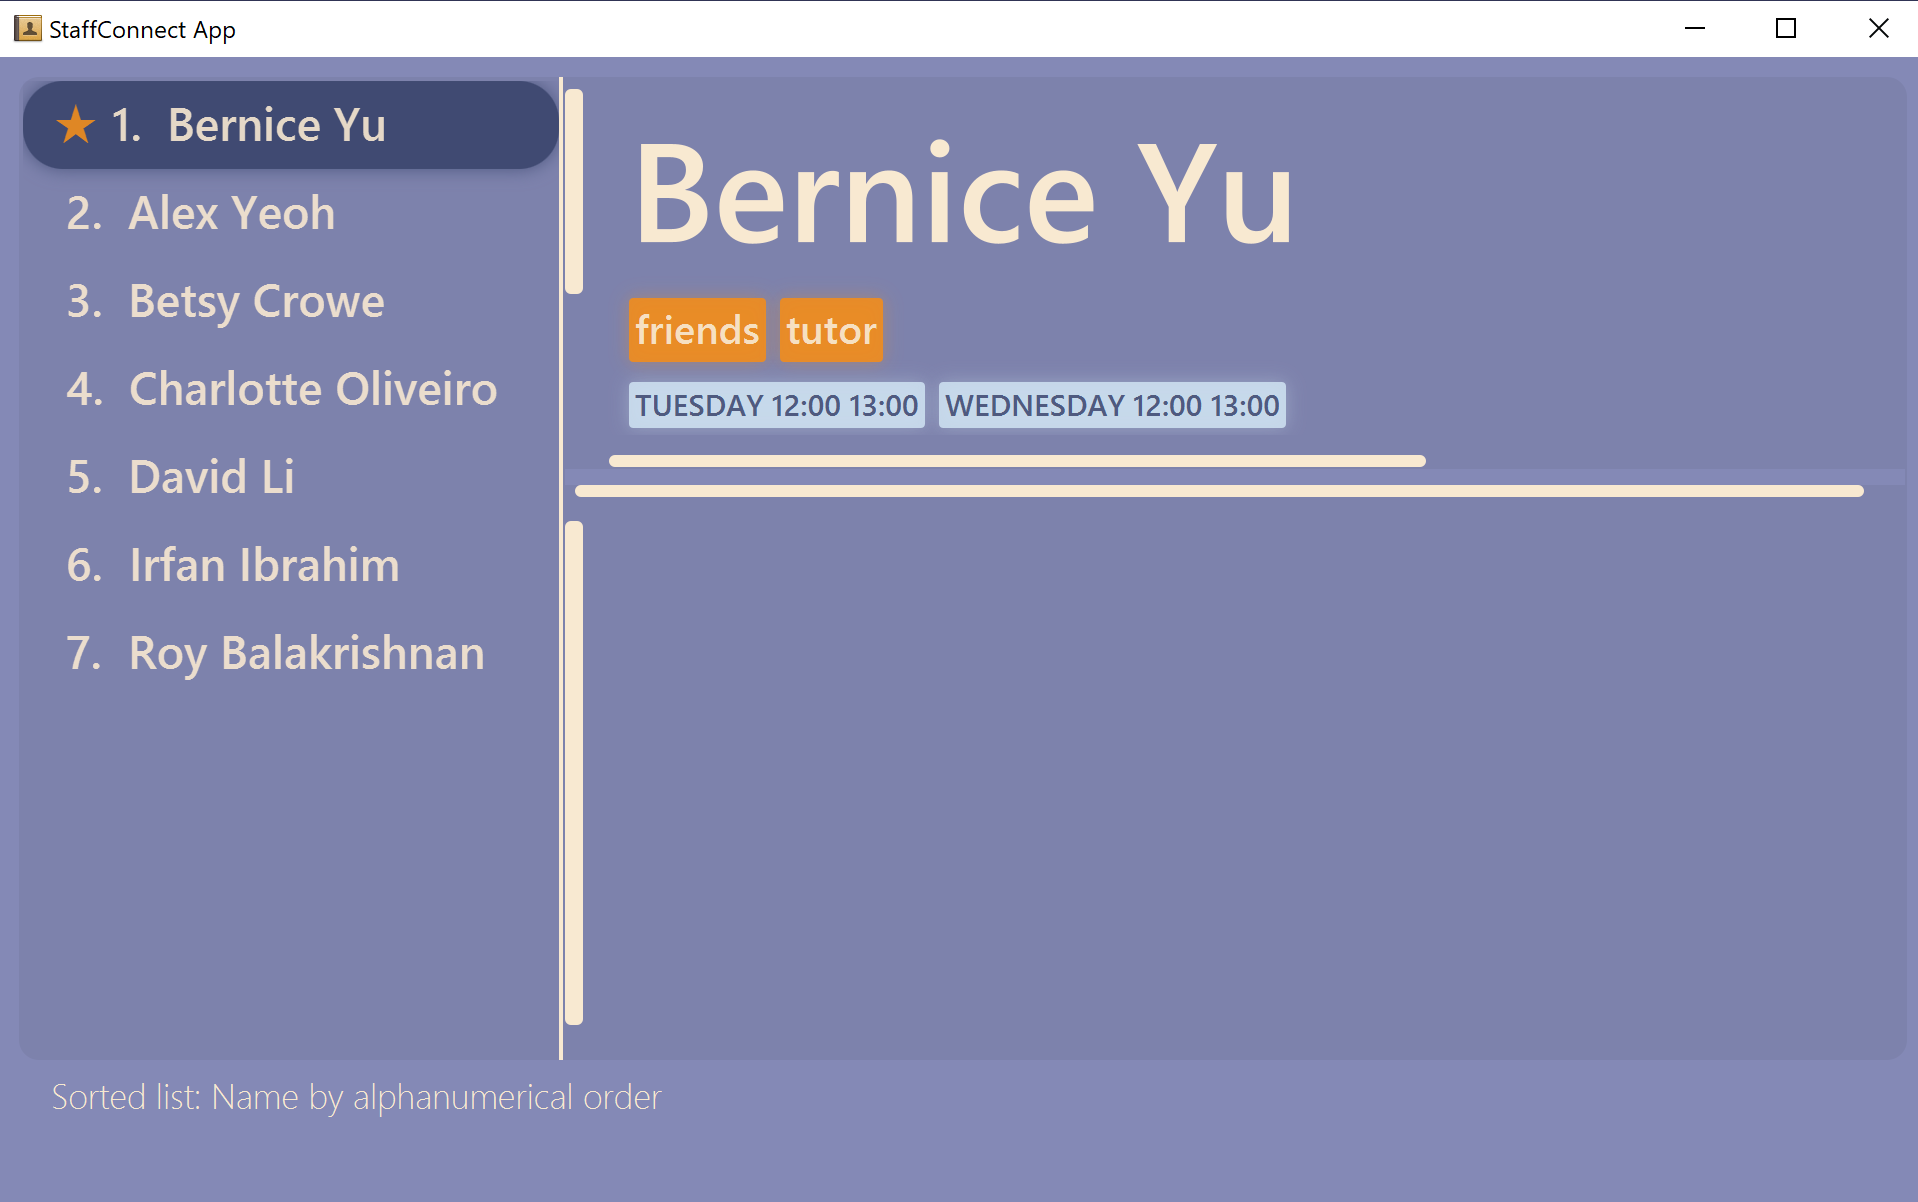 StaffConnect App
★ 1. Bernice Yu
2. Alex Yeoh
3. Betsy Crowe
4. Charlotte Oliveiro
5. David Li
6. Irfan Ibrahim
7. Roy Balakrishnan
Bernice Yu
friends tutor
TUESDAY 12:00 13:00 WEDNESDAY 12:00 13:00
Sorted list: Name by alphanumerical order